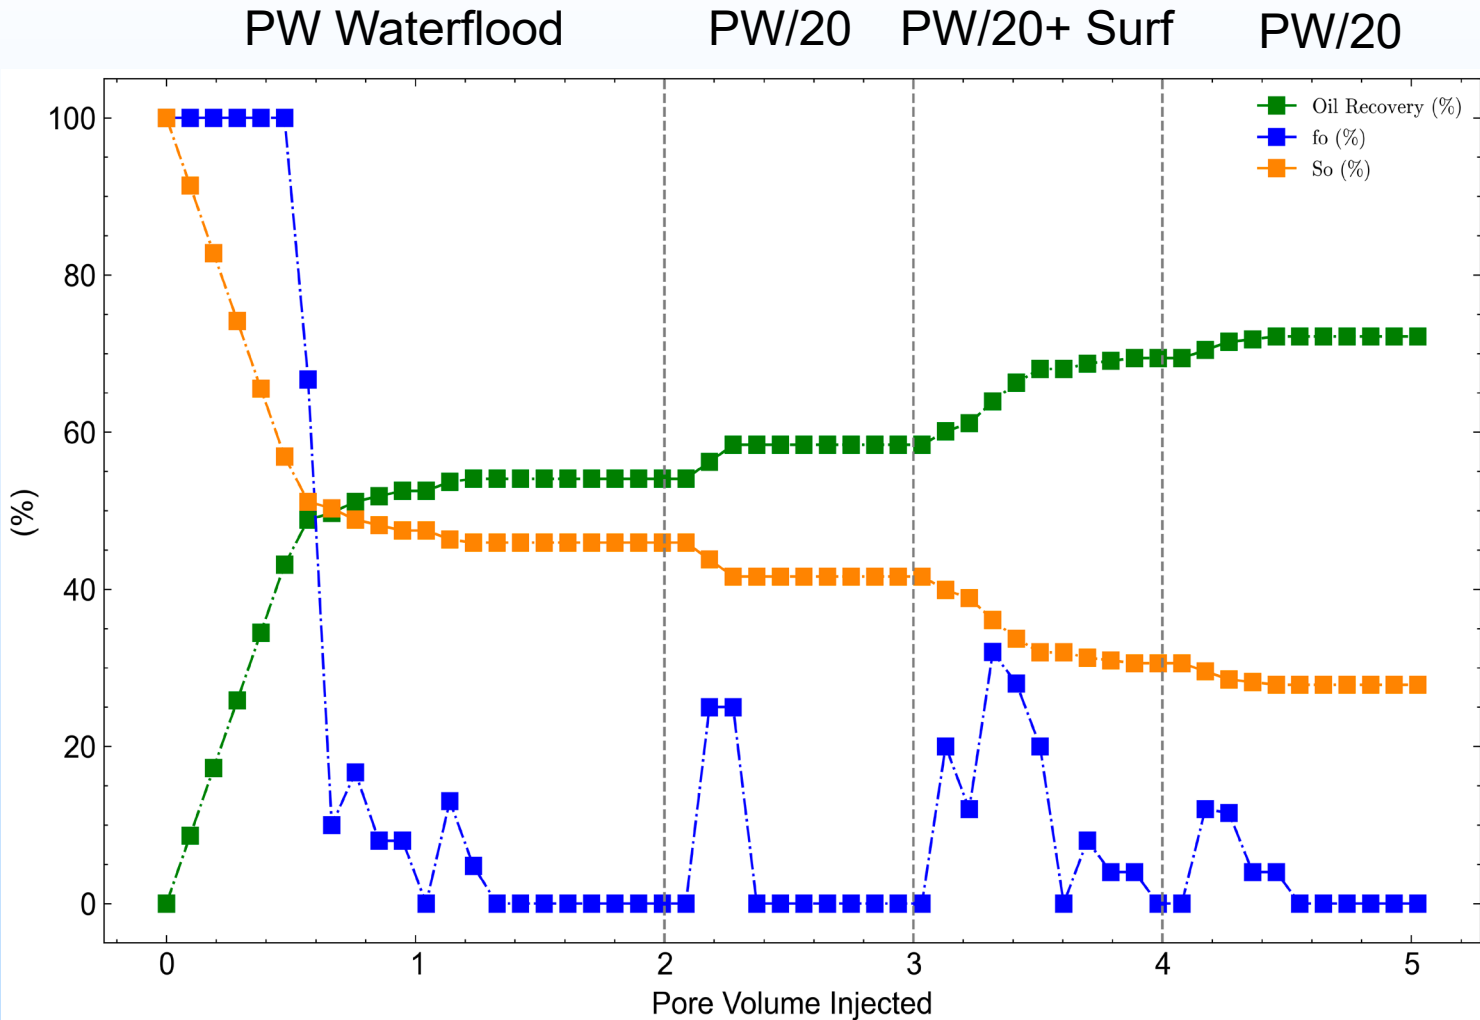 PW Waterflood PW/20 PW/20+ Surf PW/20
Oil Recovery (%)
fo (%)
So (%)
100
80
60
40
20
0
(%)
0 1 2 3 4 5
Pore Volume Injected